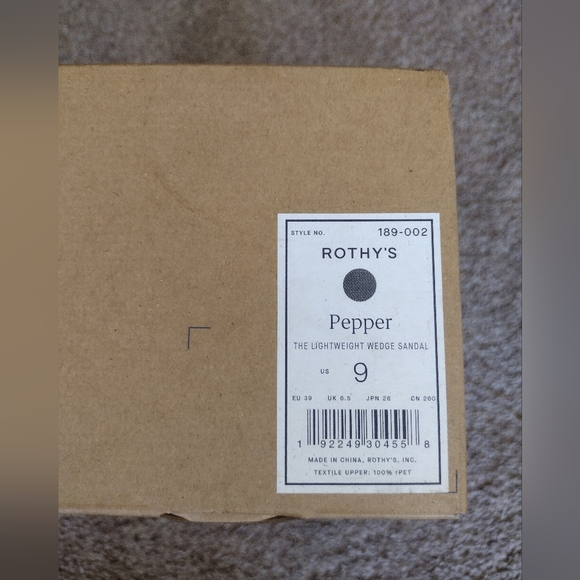 STYLE NO. 189-002
ROTHY'S
Pepper
THE LIGHTWEIGHT WEDGE SANDAL
US 9
EU 39 UK 6.5 JPN 26 CN 260
1 92249 30455 8
MADE IN CHINA, ROTHY'S, INC.
TEXTILE UPPER: 100% rPET